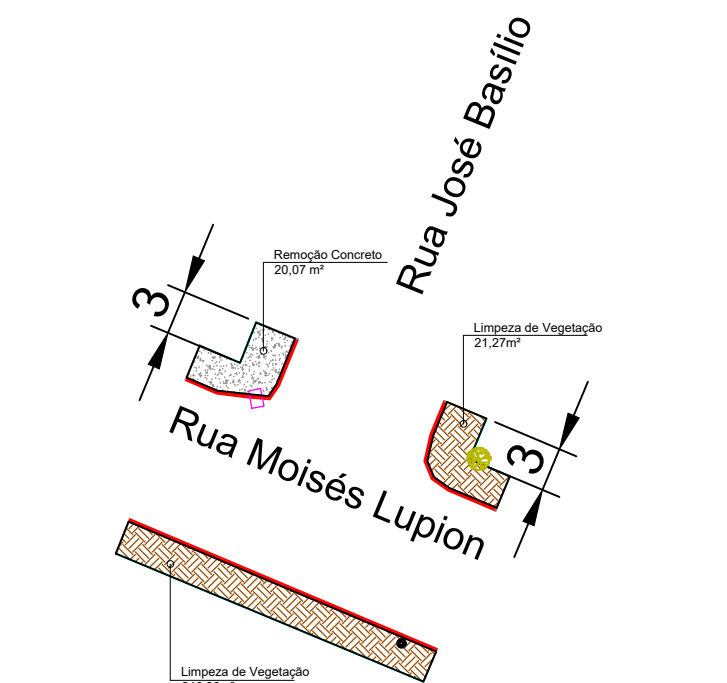 Rua José Basílio
Remoção Concreto
20,07 m²
3
Limpeza de Vegetação
21,27m²
3
Rua Moisés Lupion
Limpeza de Vegetação